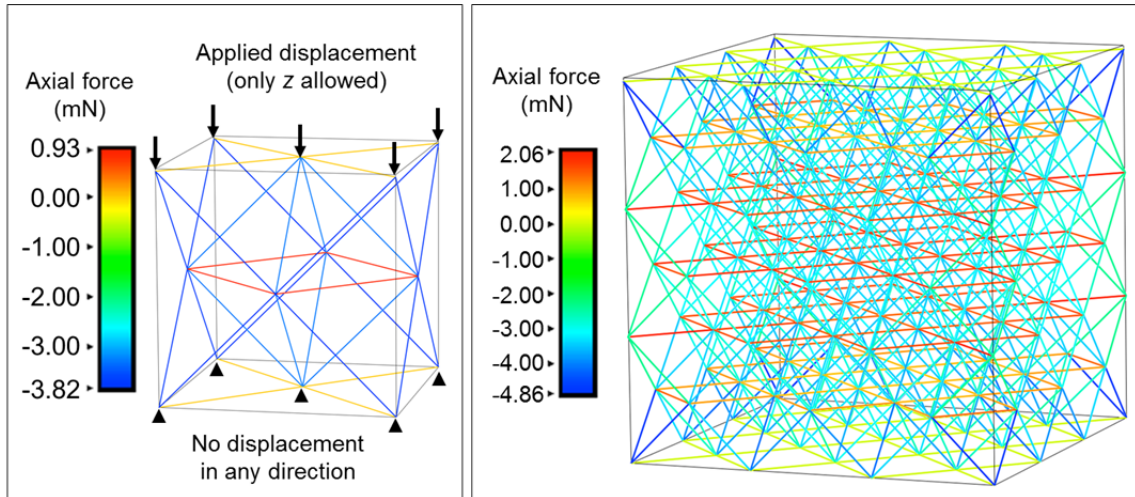 Applied displacement
(only z allowed)
Axial force
(mN)
0.93
0.00
-1.00
-2.00
-3.00
-3.82
No displacement
in any direction
Axial force
(mN)
2.06
1.00
0.00
-1.00
-2.00
-3.00
-4.00
-4.86